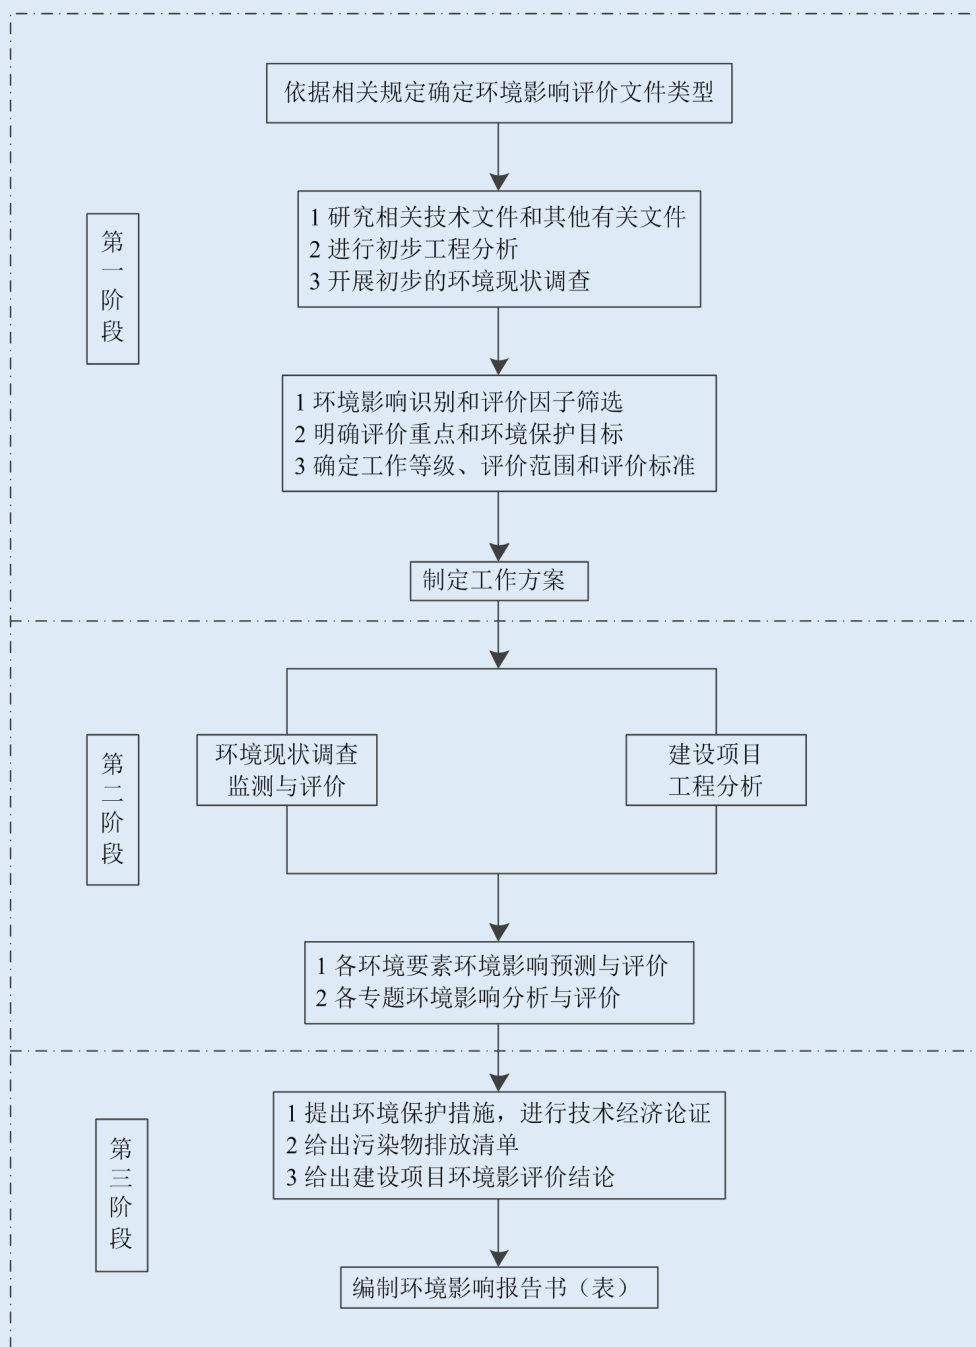 依据相关规定确定环境影响评价文件类型
第一阶段
1 研究相关技术文件和其他有关文件
2 进行初步工程分析
3 开展初步的环境现状调查
1 环境影响识别和评价因子筛选
2 明确评价重点和环境保护目标
3 确定工作等级、评价范围和评价标准
制定工作方案
第二阶段
环境现状调查
监测与评价
建设项目
工程分析
1 各环境要素环境影响预测与评价
2 各专题环境影响分析与评价
第三阶段
1 提出环境保护措施，进行技术经济论证
2 给出污染物排放清单
3 给出建设项目环境影评价结论
编制环境影响报告书（表）